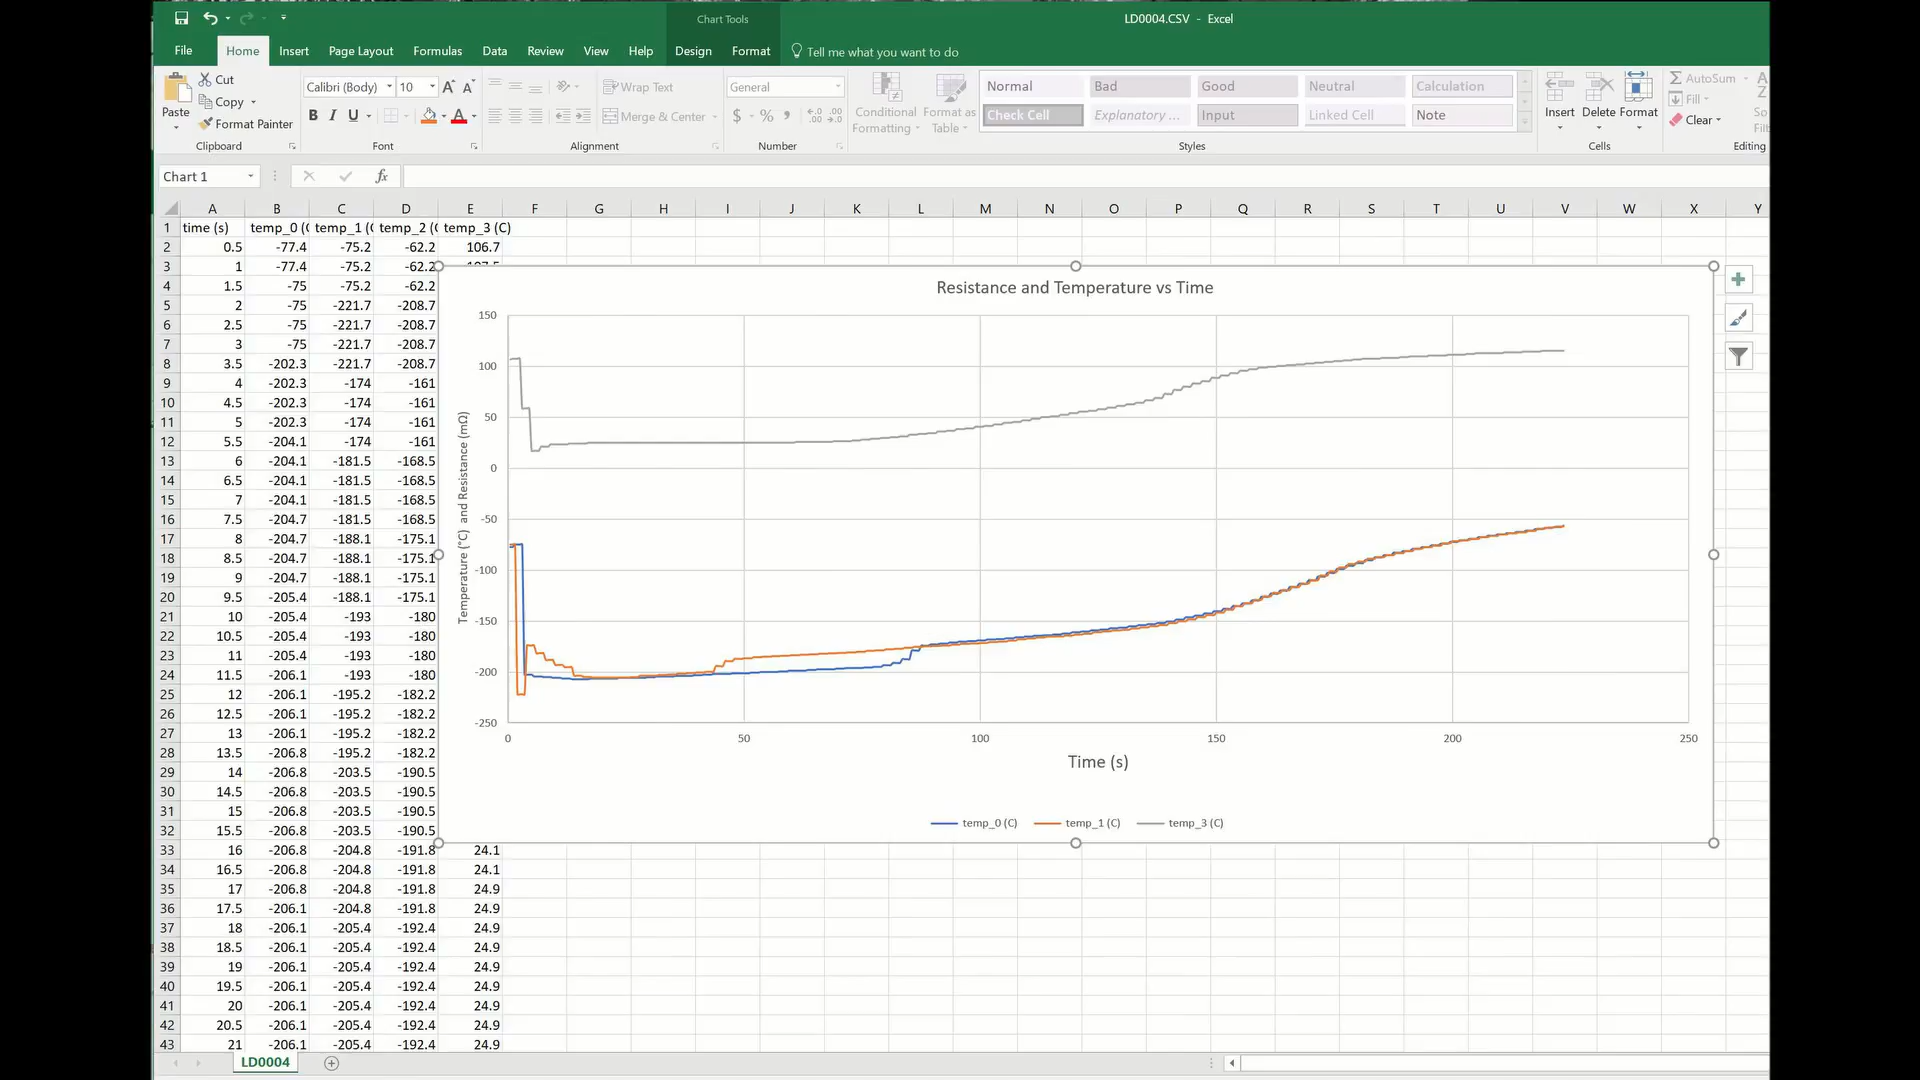 LD0004.CSV - Excel
Chart Tools
File Home Insert Page Layout Formulas Data Review View Help Design Format Tell me what you want to do
Paste
Cut
Copy
Format Painter
Clipboard
Calibri (Body) 10 A A
B I U A
Font
Wrap Text
Merge & Center
Alignment
General
$ % ,
Number
Conditional Formatting
Format as Table
Normal Bad Good Neutral Calculation
Check Cell Explanatory ... Input Linked Cell Note
Styles
Insert Delete Format
Cells
AutoSum
Fill
Clear
Editing
Chart 1 fx
A B C D E F G H I J K L M N O P Q R S T U V W X Y
1 time (s) temp_0 (C temp_1 (C temp_2 (C temp_3 (C)
2 0.5 -77.4 -75.2 -62.2 106.7
3 1 -77.4 -75.2 -62.2
4 1.5 -75 -75.2 -62.2
5 2 -75 -221.7 -208.7
6 2.5 -75 -221.7 -208.7
7 3 -75 -221.7 -208.7
8 3.5 -202.3 -221.7 -208.7
9 4 -202.3 -174 -161
10 4.5 -202.3 -174 -161
11 5 -202.3 -174 -161
12 5.5 -204.1 -174 -161
13 6 -204.1 -181.5 -168.5
14 6.5 -204.1 -181.5 -168.5
15 7 -204.1 -181.5 -168.5
16 7.5 -204.7 -181.5 -168.5
17 8 -204.7 -188.1 -175.1
18 8.5 -204.7 -188.1 -175.1
19 9 -204.7 -188.1 -175.1
20 9.5 -205.4 -188.1 -175.1
21 10 -205.4 -193 -180
22 10.5 -205.4 -193 -180
23 11 -205.4 -193 -180
24 11.5 -206.1 -193 -180
25 12 -206.1 -195.2 -182.2
26 12.5 -206.1 -195.2 -182.2
27 13 -206.1 -195.2 -182.2
28 13.5 -206.8 -195.2 -182.2
29 14 -206.8 -203.5 -190.5
30 14.5 -206.8 -203.5 -190.5
31 15 -206.8 -203.5 -190.5
32 15.5 -206.8 -203.5 -190.5
33 16 -206.8 -204.8 -191.8 24.1
34 16.5 -206.8 -204.8 -191.8 24.1
35 17 -206.8 -204.8 -191.8 24.9
36 17.5 -206.1 -204.8 -191.8 24.9
37 18 -206.1 -205.4 -192.4 24.9
38 18.5 -206.1 -205.4 -192.4 24.9
39 19 -206.1 -205.4 -192.4 24.9
40 19.5 -206.1 -205.4 -192.4 24.9
41 20 -206.1 -205.4 -192.4 24.9
42 20.5 -206.1 -205.4 -192.4 24.9
43 21 -206.1 -205.4 -192.4 24.9
Resistance and Temperature vs Time
Temperature (°C) and Resistance (mΩ)
150
100
50
0
-50
-100
-150
-200
-250
0 50 100 150 200 250
Time (s)
temp_0 (C) temp_1 (C) temp_3 (C)
LD0004